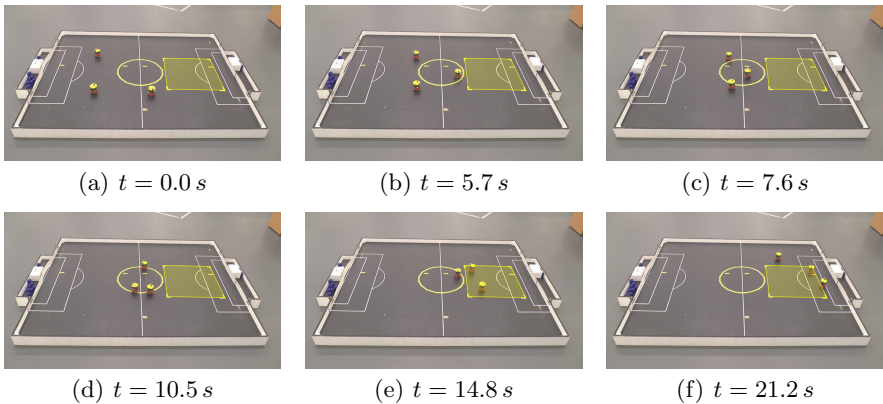 (a) t = 0.0 s
(b) t = 5.7 s
(c) t = 7.6 s
(d) t = 10.5 s
(e) t = 14.8 s
(f) t = 21.2 s